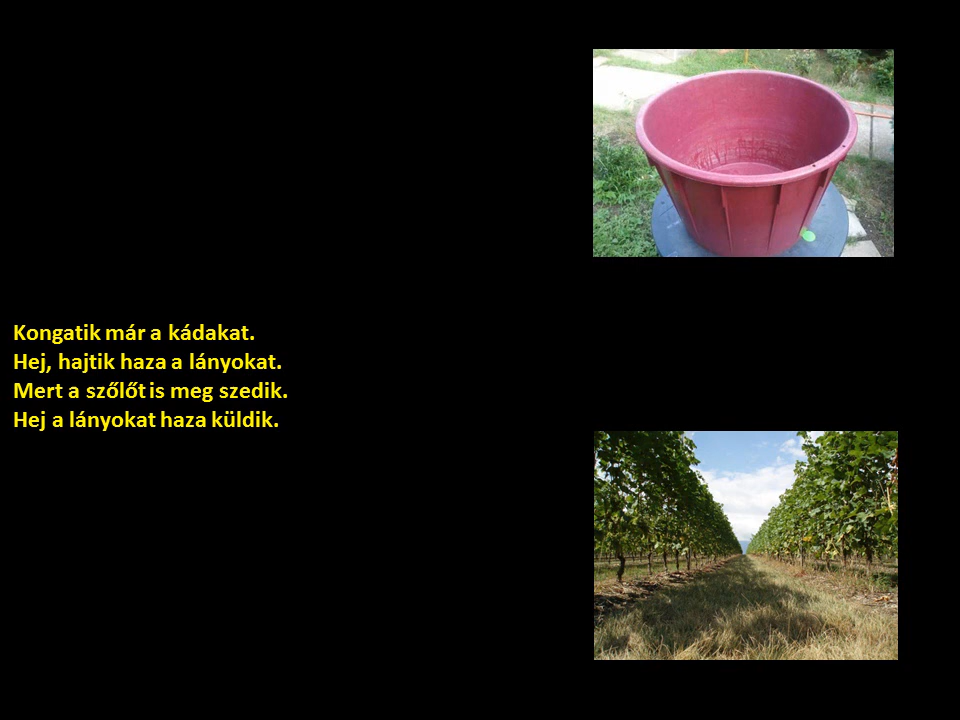 Kongatik már a kádakat.
Hej, hajtik haza a lányokat.
Mert a szőlőt is meg szedik.
Hej a lányokat haza küldik.